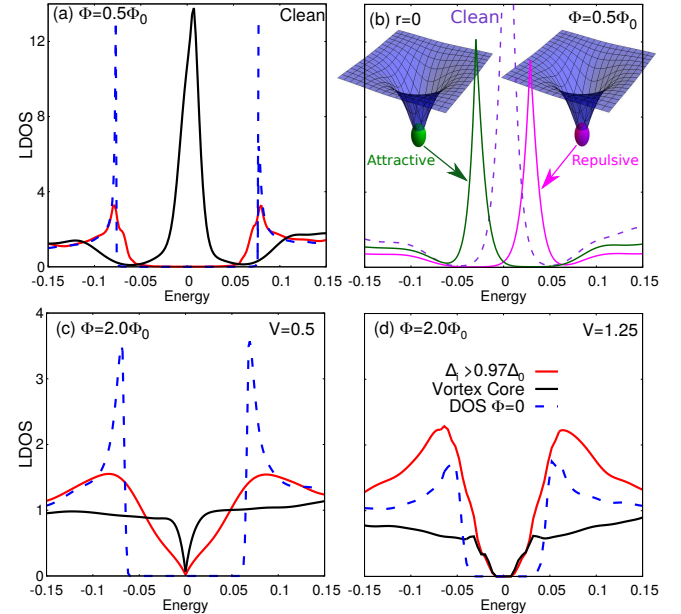 (a) Φ=0.5Φ₀
Clean
LDOS
12
8
4
0
-0.15 -0.1 -0.05 0 0.05 0.1 0.15
Energy
(b) r=0
Φ=0.5Φ₀
Clean
Attractive
Repulsive
-0.15 -0.1 -0.05 0.00 0.05 0.1 0.15
Energy
(c) Φ=2.0Φ₀
V=0.5
LDOS
4
3
2
1
0
-0.15 -0.1 -0.05 0 0.05 0.1 0.15
Energy
(d) Φ=2.0Φ₀
V=1.25
Δᵢ >0.97Δ₀
Vortex Core
DOS Φ=0
-0.15 -0.1 -0.05 0 0.05 0.1 0.15
Energy